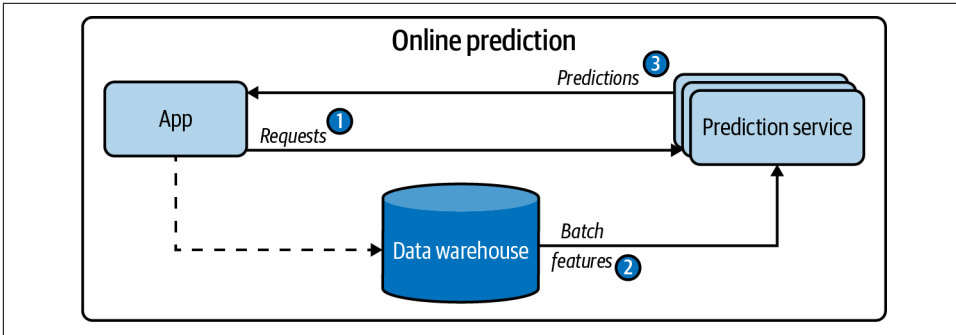 Online prediction
Predictions 3
App
Requests 1
Prediction service
Data warehouse
Batch
features 2